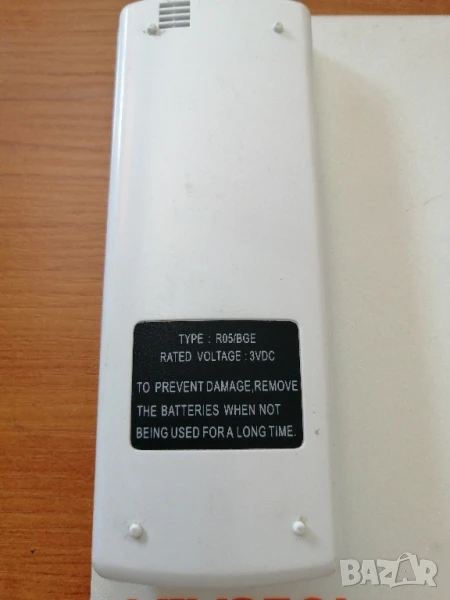 TYPE : R05/BGE
RATED VOLTAGE : 3VDC
TO PREVENT DAMAGE,REMOVE
THE BATTERIES WHEN NOT
BEING USED FOR A LONG TIME.
BAZAR